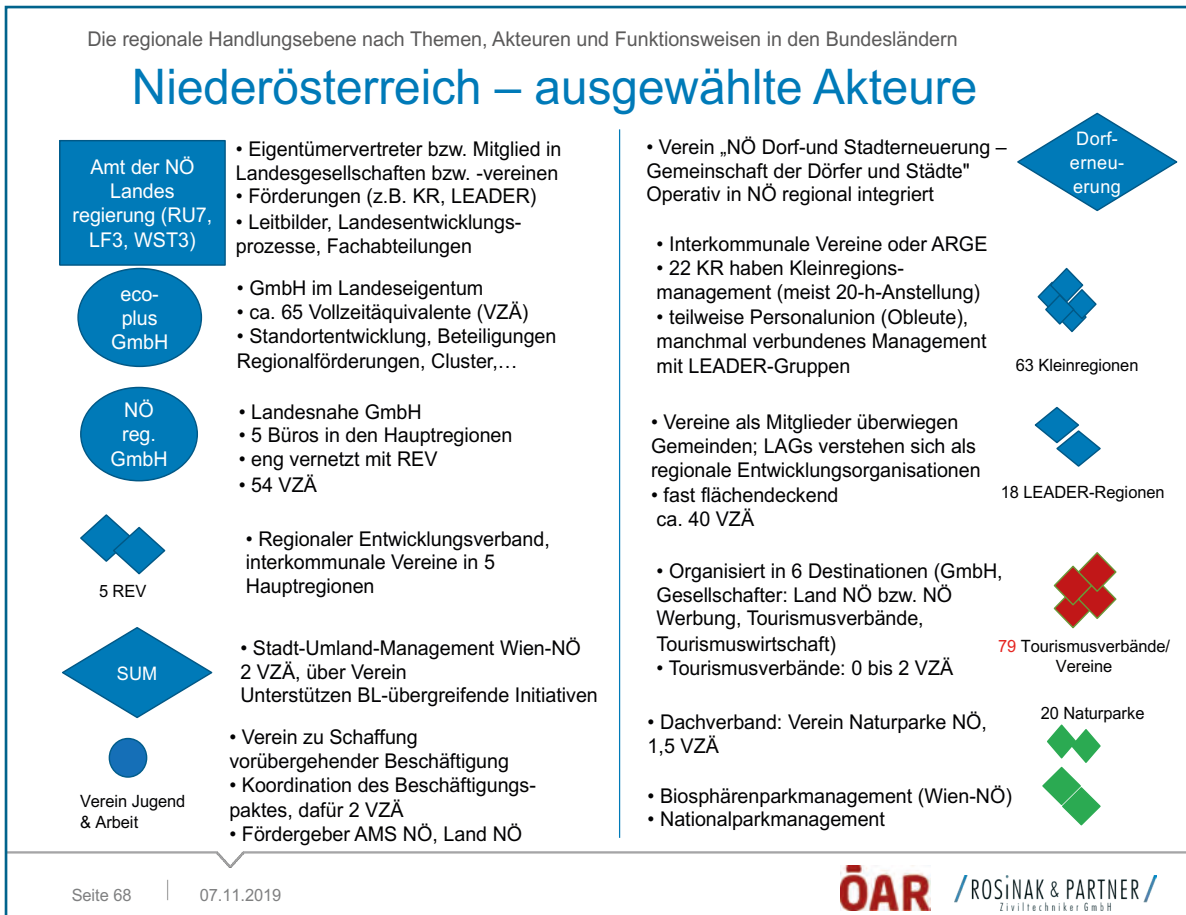 Die regionale Handlungsebene nach Themen, Akteuren und Funktionsweisen in den Bundesländern
Niederösterreich – ausgewählte Akteure
Amt der NÖ
Landes
regierung (RU7,
LF3, WST3)
• Eigentümervertreter bzw. Mitglied in
Landesgesellschaften bzw. -vereinen
• Förderungen (z.B. KR, LEADER)
• Leitbilder, Landesentwicklungs-
prozesse, Fachabteilungen
eco-
plus
GmbH
• GmbH im Landeseigentum
• ca. 65 Vollzeitäquivalente (VZÄ)
• Standortentwicklung, Beteiligungen
Regionalförderungen, Cluster,…
NÖ
reg.
GmbH
• Landesnahe GmbH
• 5 Büros in den Hauptregionen
• eng vernetzt mit REV
• 54 VZÄ
5 REV
• Regionaler Entwicklungsverband,
interkommunale Vereine in 5
Hauptregionen
SUM
• Stadt-Umland-Management Wien-NÖ
2 VZÄ, über Verein
Unterstützen BL-übergreifende Initiativen
Verein Jugend
& Arbeit
• Verein zu Schaffung
vorübergehender Beschäftigung
• Koordination des Beschäftigungs-
paktes, dafür 2 VZÄ
• Fördergeber AMS NÖ, Land NÖ
• Verein „NÖ Dorf-und Stadterneuerung –
Gemeinschaft der Dörfer und Städte"
Operativ in NÖ regional integriert
Dorf-
erneu-
erung
• Interkommunale Vereine oder ARGE
• 22 KR haben Kleinregions-
management (meist 20-h-Anstellung)
• teilweise Personalunion (Obleute),
manchmal verbundenes Management
mit LEADER-Gruppen
63 Kleinregionen
• Vereine als Mitglieder überwiegen
Gemeinden; LAGs verstehen sich als
regionale Entwicklungsorganisationen
• fast flächendeckend
ca. 40 VZÄ
18 LEADER-Regionen
• Organisiert in 6 Destinationen (GmbH,
Gesellschafter: Land NÖ bzw. NÖ
Werbung, Tourismusverbände,
Tourismuswirtschaft)
• Tourismusverbände: 0 bis 2 VZÄ
79 Tourismusverbände/
Vereine
20 Naturparke
• Dachverband: Verein Naturparke NÖ,
1,5 VZÄ
• Biosphärenparkmanagement (Wien-NÖ)
• Nationalparkmanagement
Seite 68
07.11.2019
ÖAR
/ROSiNAK & PARTNER/
Ziviltechniker GmbH